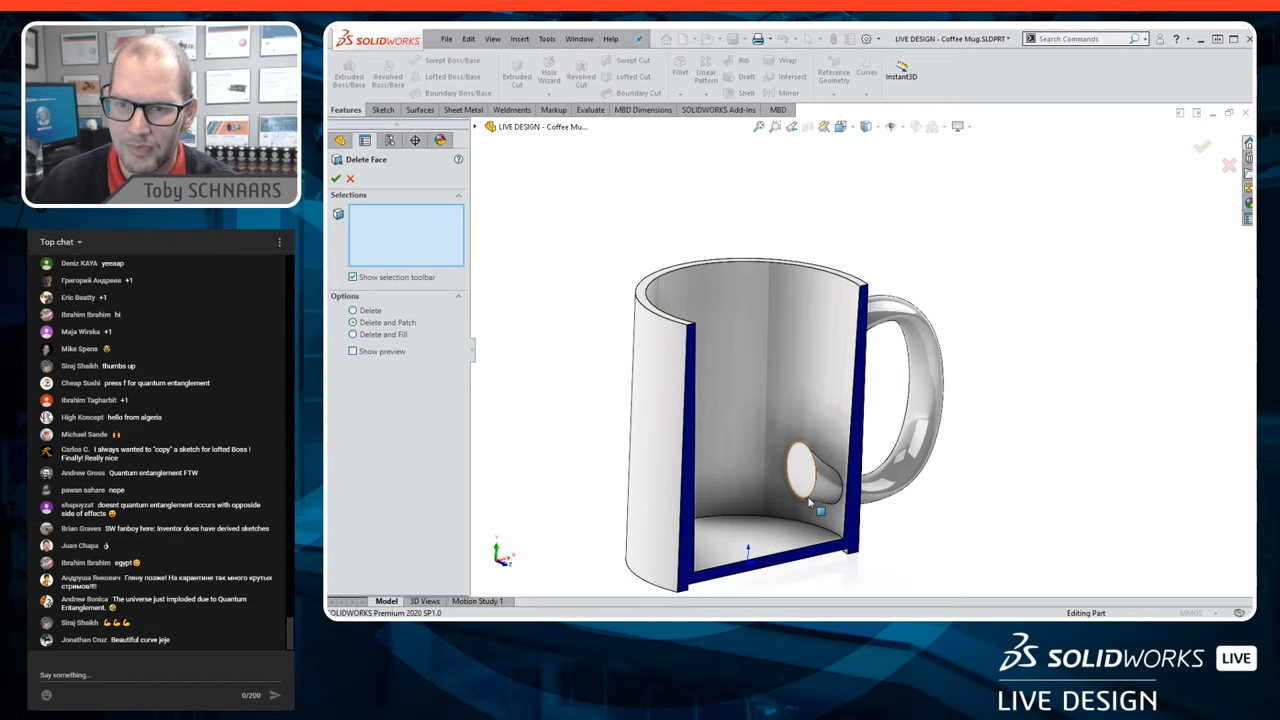 Toby SCHNAARS
Top chat
Deniz KAYA yeeaap
Григорий Андреев +1
Eric Beatty +1
Ibrahim Ibrahim hi
Maja Wirska +1
Mike Spens
Siraj Shaikh thumbs up
Cheap Sushi press f for quantum entanglement
Ibrahim Tagharbit +1
High Koncept hello from algeria
Michael Sande
Carlos C. I always wanted to "copy" a sketch for lofted Boss !
Finally! Really nice
Andrew Gross Quantum entanglement FTW
pawan sahare nope
shapuyzat doesnt quantum entanglement occurs with opposide
side of effects
Brian Graves SW fanboy here: Inventor does have derived sketches
Juan Chapa
Ibrahim Ibrahim egypt
Андруша Янкович Гляну позже! На карантине так много крутых
стримов!!!!
Andrew Bonica The universe just imploded due to Quantum
Entanglement.
Siraj Shaikh
Jonathan Cruz Beautiful curve jeje
Say something...
0/200
SOLIDWORKS
File Edit View Insert Tools Window Help
LIVE DESIGN - Coffee Mug.SLDPRT *
Search Commands
Extruded
Boss/Base
Revolved
Boss/Base
Swept Boss/Base
Lofted Boss/Base
Boundary Boss/Base
Extruded
Cut
Hole
Wizard
Revolved
Cut
Swept Cut
Lofted Cut
Boundary Cut
Fillet
Linear
Pattern
Rib
Draft
Shell
Wrap
Intersect
Mirror
Reference
Geometry
Curves
Instant3D
Features Sketch Surfaces Sheet Metal Weldments Markup Evaluate MBD Dimensions SOLIDWORKS Add-Ins MBD
LIVE DESIGN - Coffee Mu...
Delete Face
Selections
Show selection toolbar
Options
Delete
Delete and Patch
Delete and Fill
Show preview
Model 3D Views Motion Study 1
SOLIDWORKS Premium 2020 SP1.0
Editing Part
MMGS
SOLIDWORKS LIVE
LIVE DESIGN